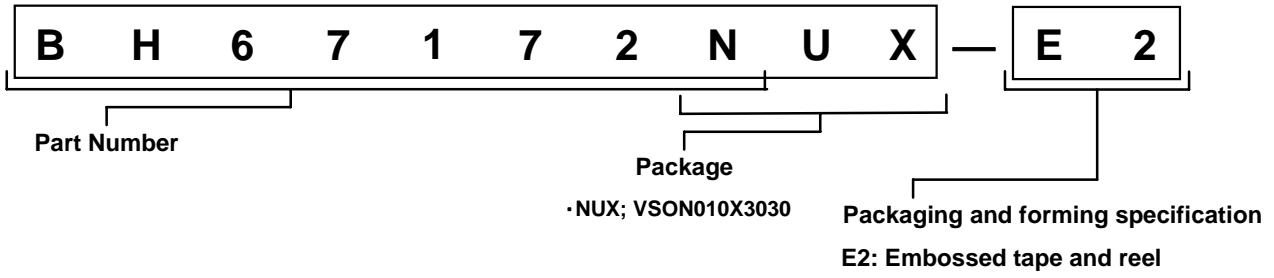 B H 6 7 1 7 2 N U X — E 2
Part Number
Package
・NUX; VSON010X3030
Packaging and forming specification
E2: Embossed tape and reel